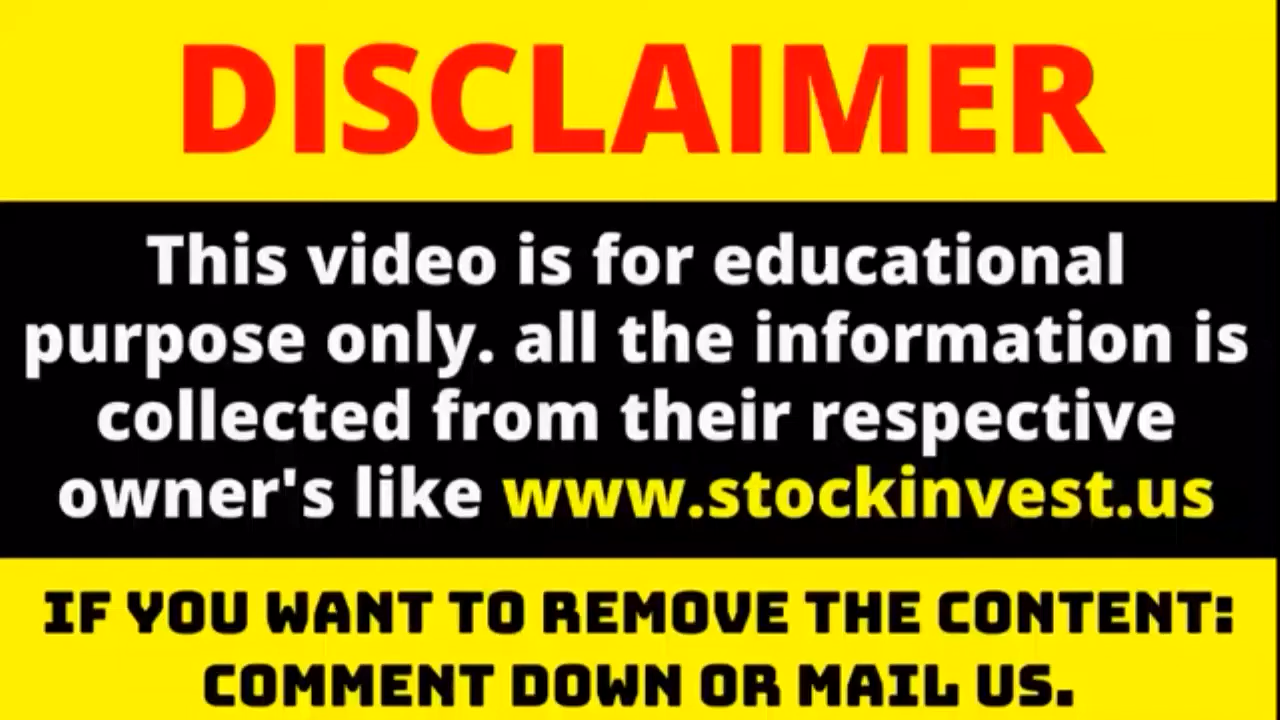 DISCLAIMER
This video is for educational
purpose only. all the information is
collected from their respective
owner's like www.stockinvest.us
IF YOU WANT TO REMOVE THE CONTENT:
COMMENT DOWN OR MAIL US.